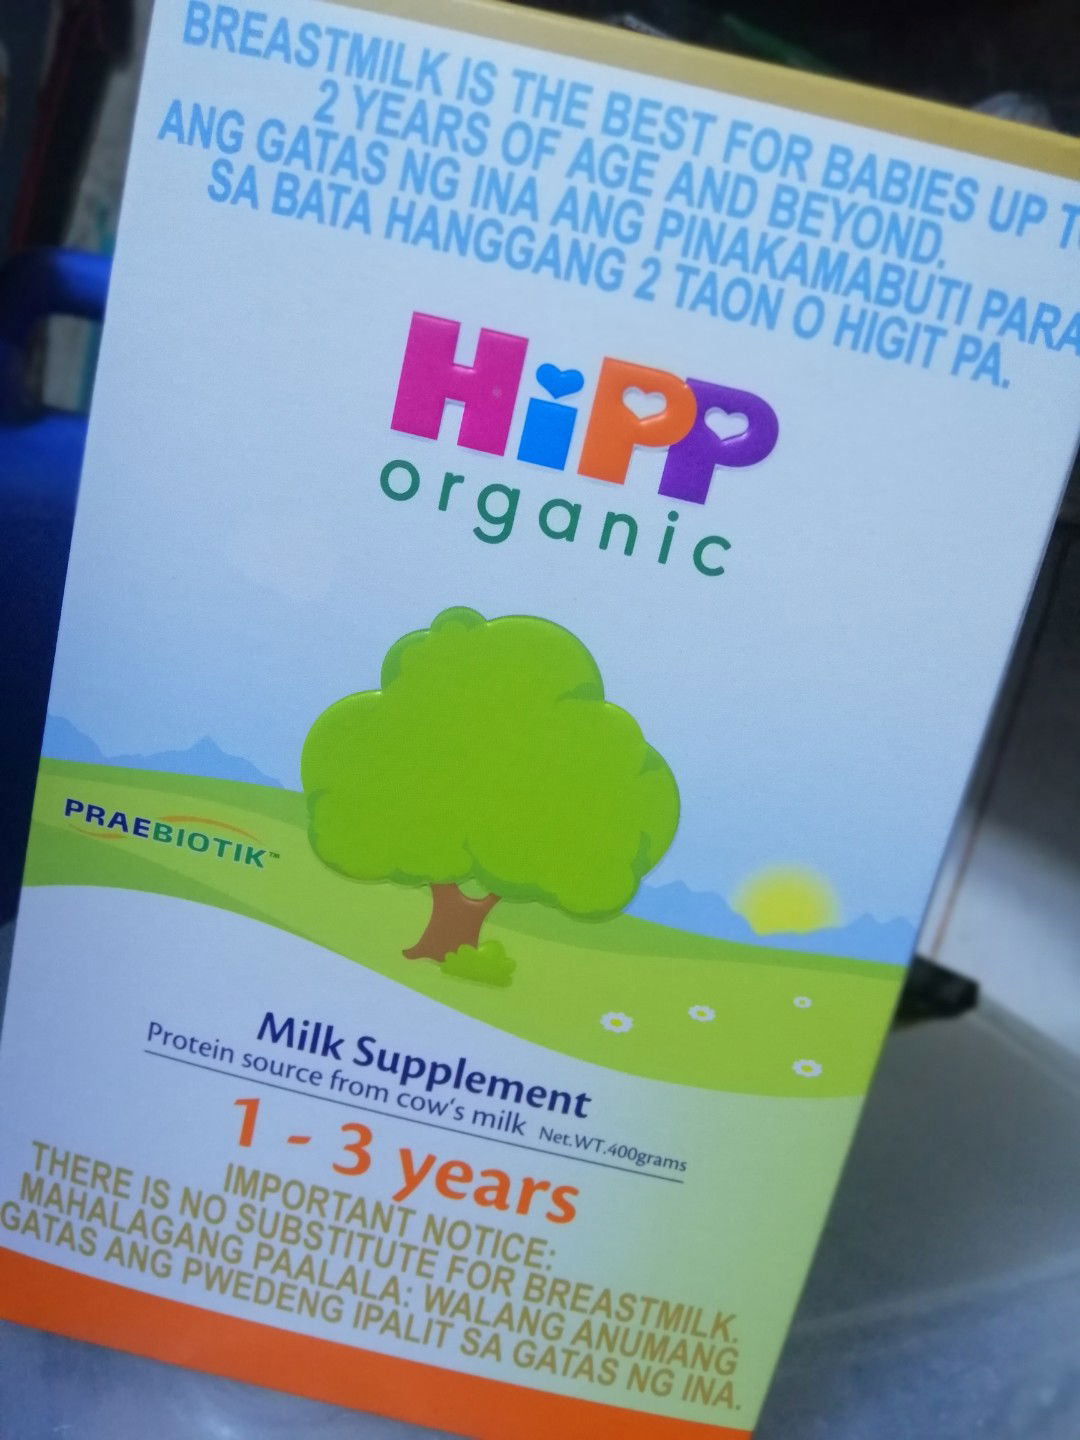 BREASTMILK IS THE BEST FOR BABIES UP TO
2 YEARS OF AGE AND BEYOND.
ANG GATAS NG INA ANG PINAKAMABUTI PARA
SA BATA HANGGANG 2 TAON O HIGIT PA.
HiPP
organic
PRAEBIOTIK™
Milk Supplement
Protein source from cow's milk Net.WT.400grams
1 - 3 years
IMPORTANT NOTICE:
THERE IS NO SUBSTITUTE FOR BREASTMILK.
MAHALAGANG PAALALA: WALANG ANUMANG
GATAS ANG PWEDENG IPALIT SA GATAS NG INA.